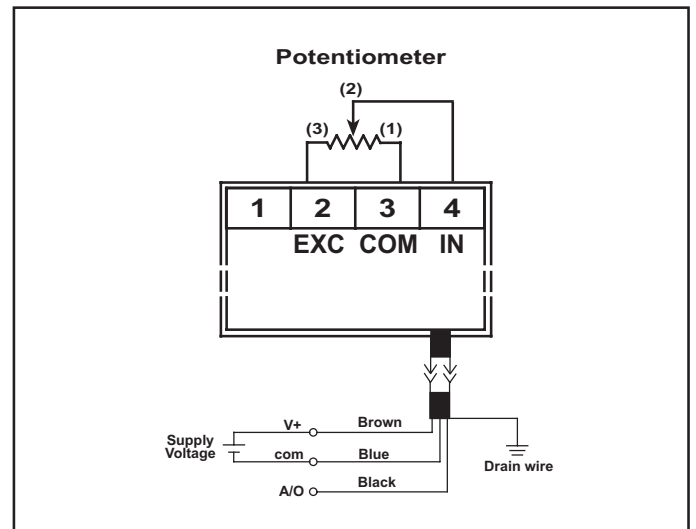 Potentiometer
(2)
(3) (1)
1 2 3 4
EXC COM IN
V+ Brown
Supply
Voltage
com Blue
Drain wire
A/O Black